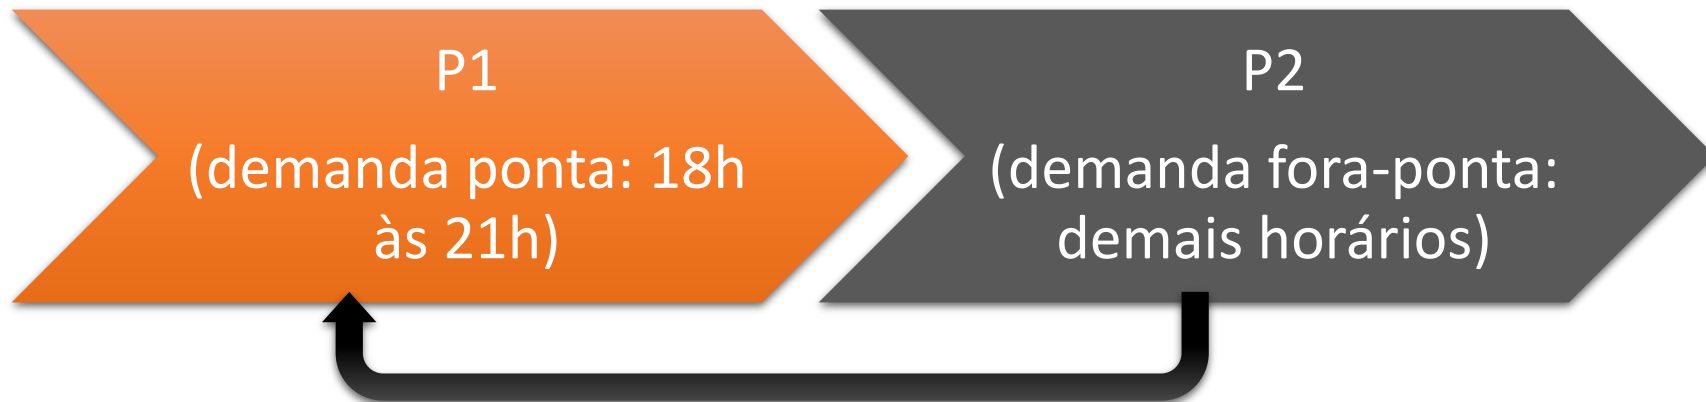 P1
(demanda ponta: 18h
às 21h)
P2
(demanda fora-ponta:
demais horários)